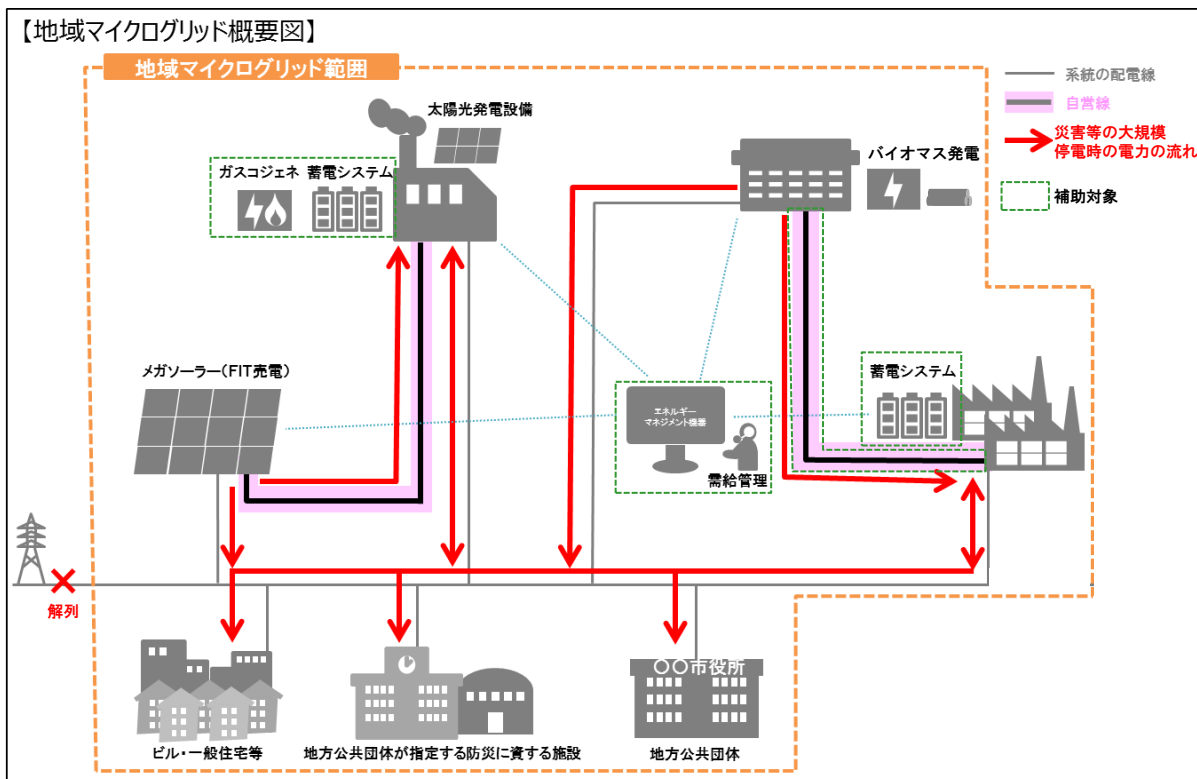 【地域マイクログリッド概要図】
地域マイクログリッド範囲
系統の配電線
自営線
災害等の大規模
停電時の電力の流れ
補助対象
太陽光発電設備
ガスコジェネ
蓄電システム
バイオマス発電
メガソーラー(FIT売電)
エネルギー
マネジメント機器
需給管理
蓄電システム
解列
〇〇市役所
ビル・一般住宅等
地方公共団体が指定する防災に資する施設
地方公共団体